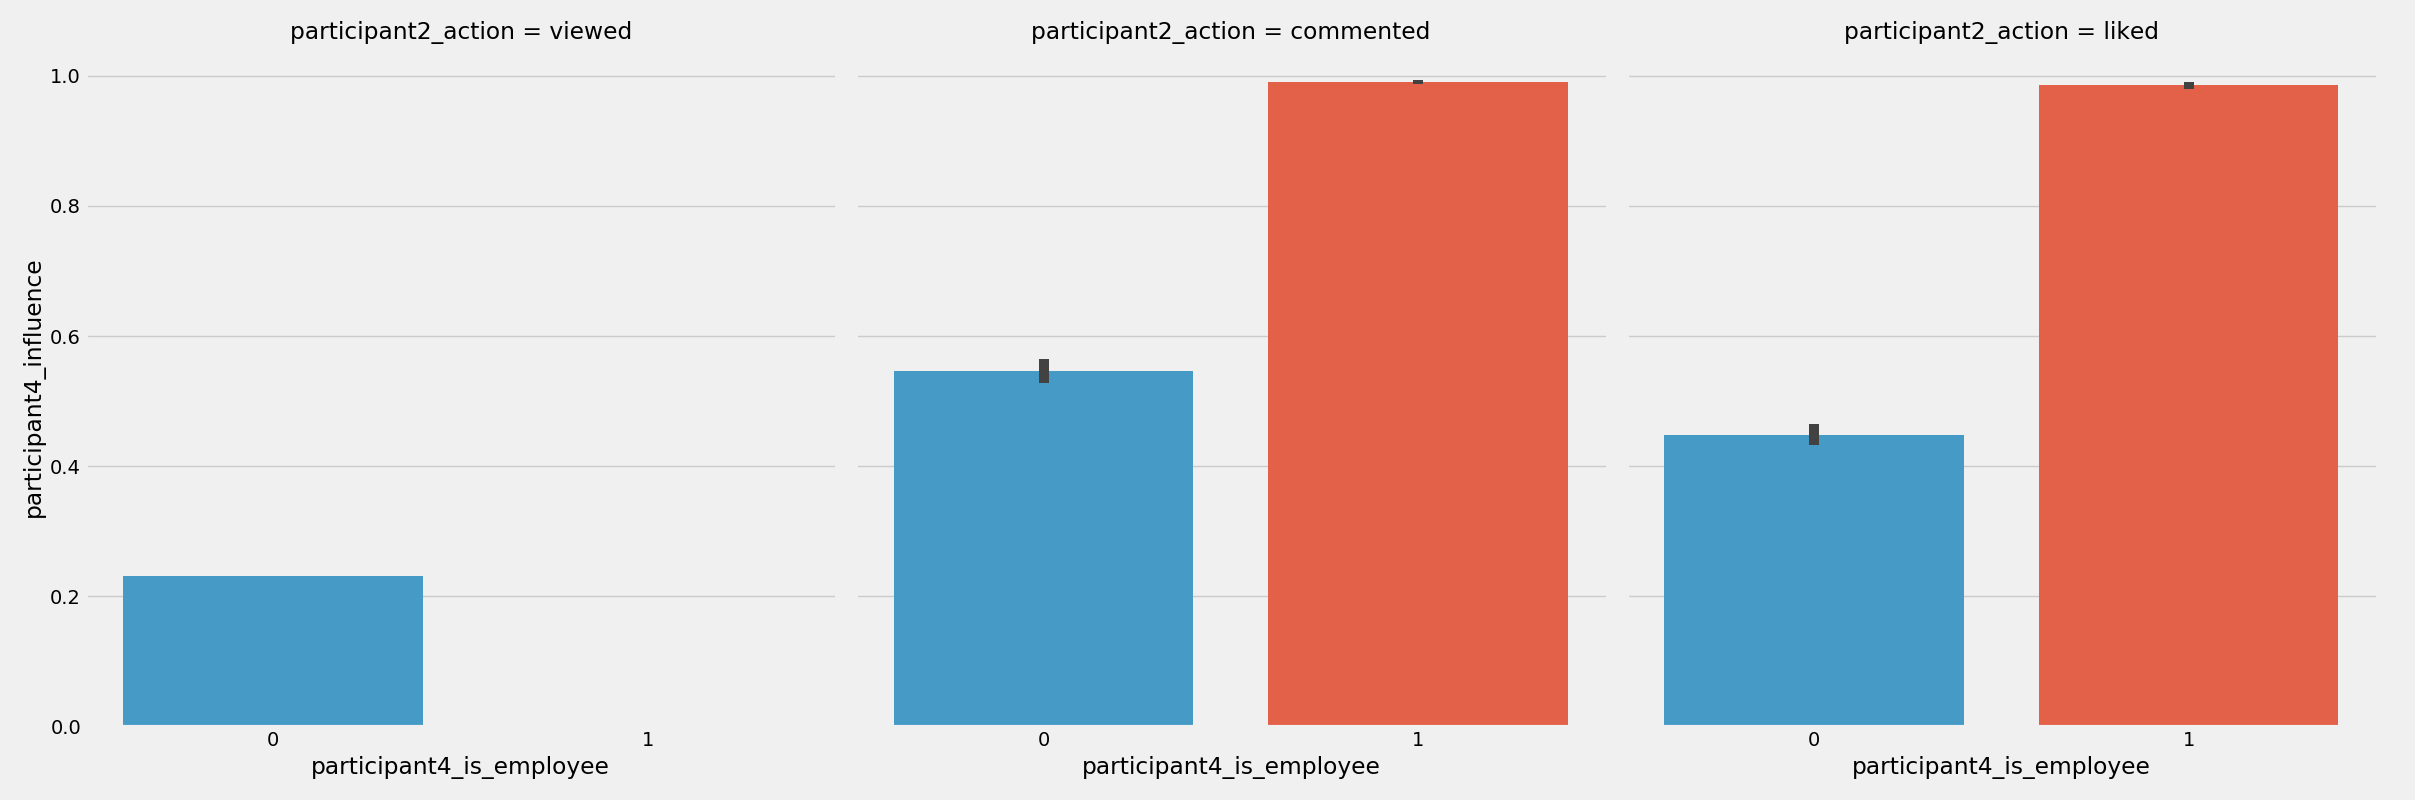 participant2_action = viewed
participant2_action = commented
participant2_action = liked
participant4_influence
1.0
0.8
0.6
0.4
0.2
0.0
0
1
0
1
0
1
participant4_is_employee
participant4_is_employee
participant4_is_employee